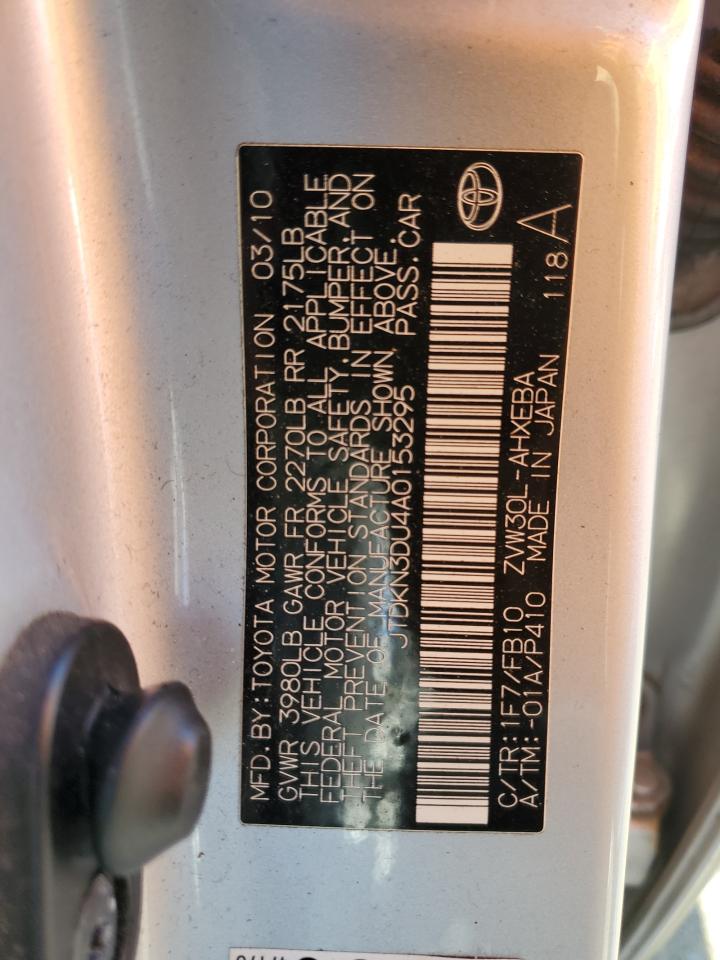 MFD. BY: TOYOTA MOTOR CORPORATION 03/10
GVWR 3980LB GAWR FR 2270LB RR 2175LB
THIS VEHICLE CONFORMS TO ALL APPLICABLE
FEDERAL MOTOR VEHICLE SAFETY, BUMPER, AND
THEFT PREVENTION STANDARDS IN EFFECT ON
THE DATE OF MANUFACTURE SHOWN ABOVE.
JTDKN3DU4A0153295 PASS. CAR
C/TR: 1F7/FB10 ZVW30L-AHXEBA
A/TM: -01A/P410 MADE IN JAPAN
118 A